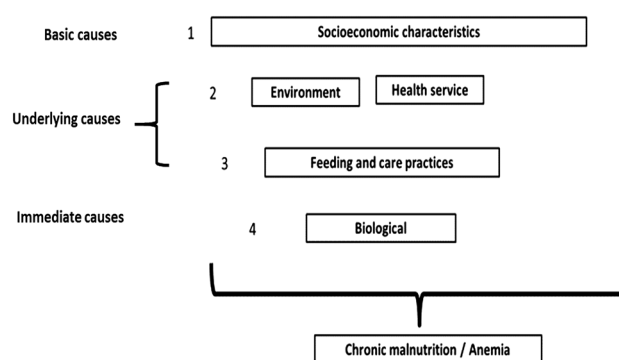 Basic causes 1 Socioeconomic characteristics
2 Environment Health service
Underlying causes
3 Feeding and care practices
Immediate causes
4 Biological
Chronic malnutrition / Anemia